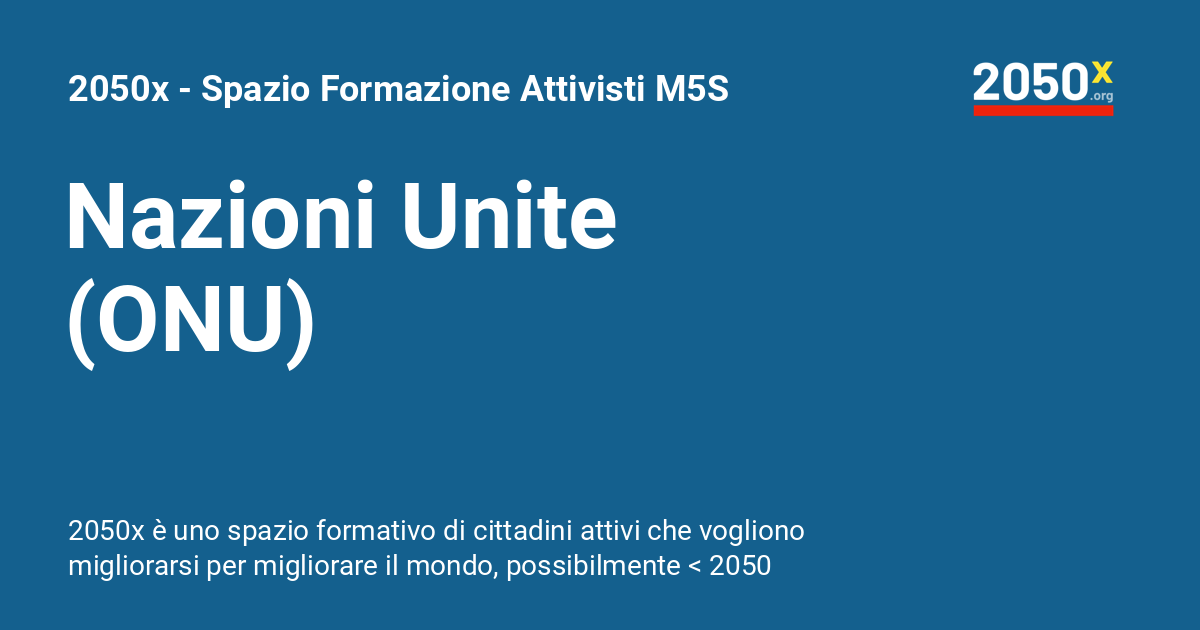 2050x - Spazio Formazione Attivisti M5S
2050x
.org
Nazioni Unite
(ONU)
2050x è uno spazio formativo di cittadini attivi che vogliono
migliorarsi per migliorare il mondo, possibilmente < 2050